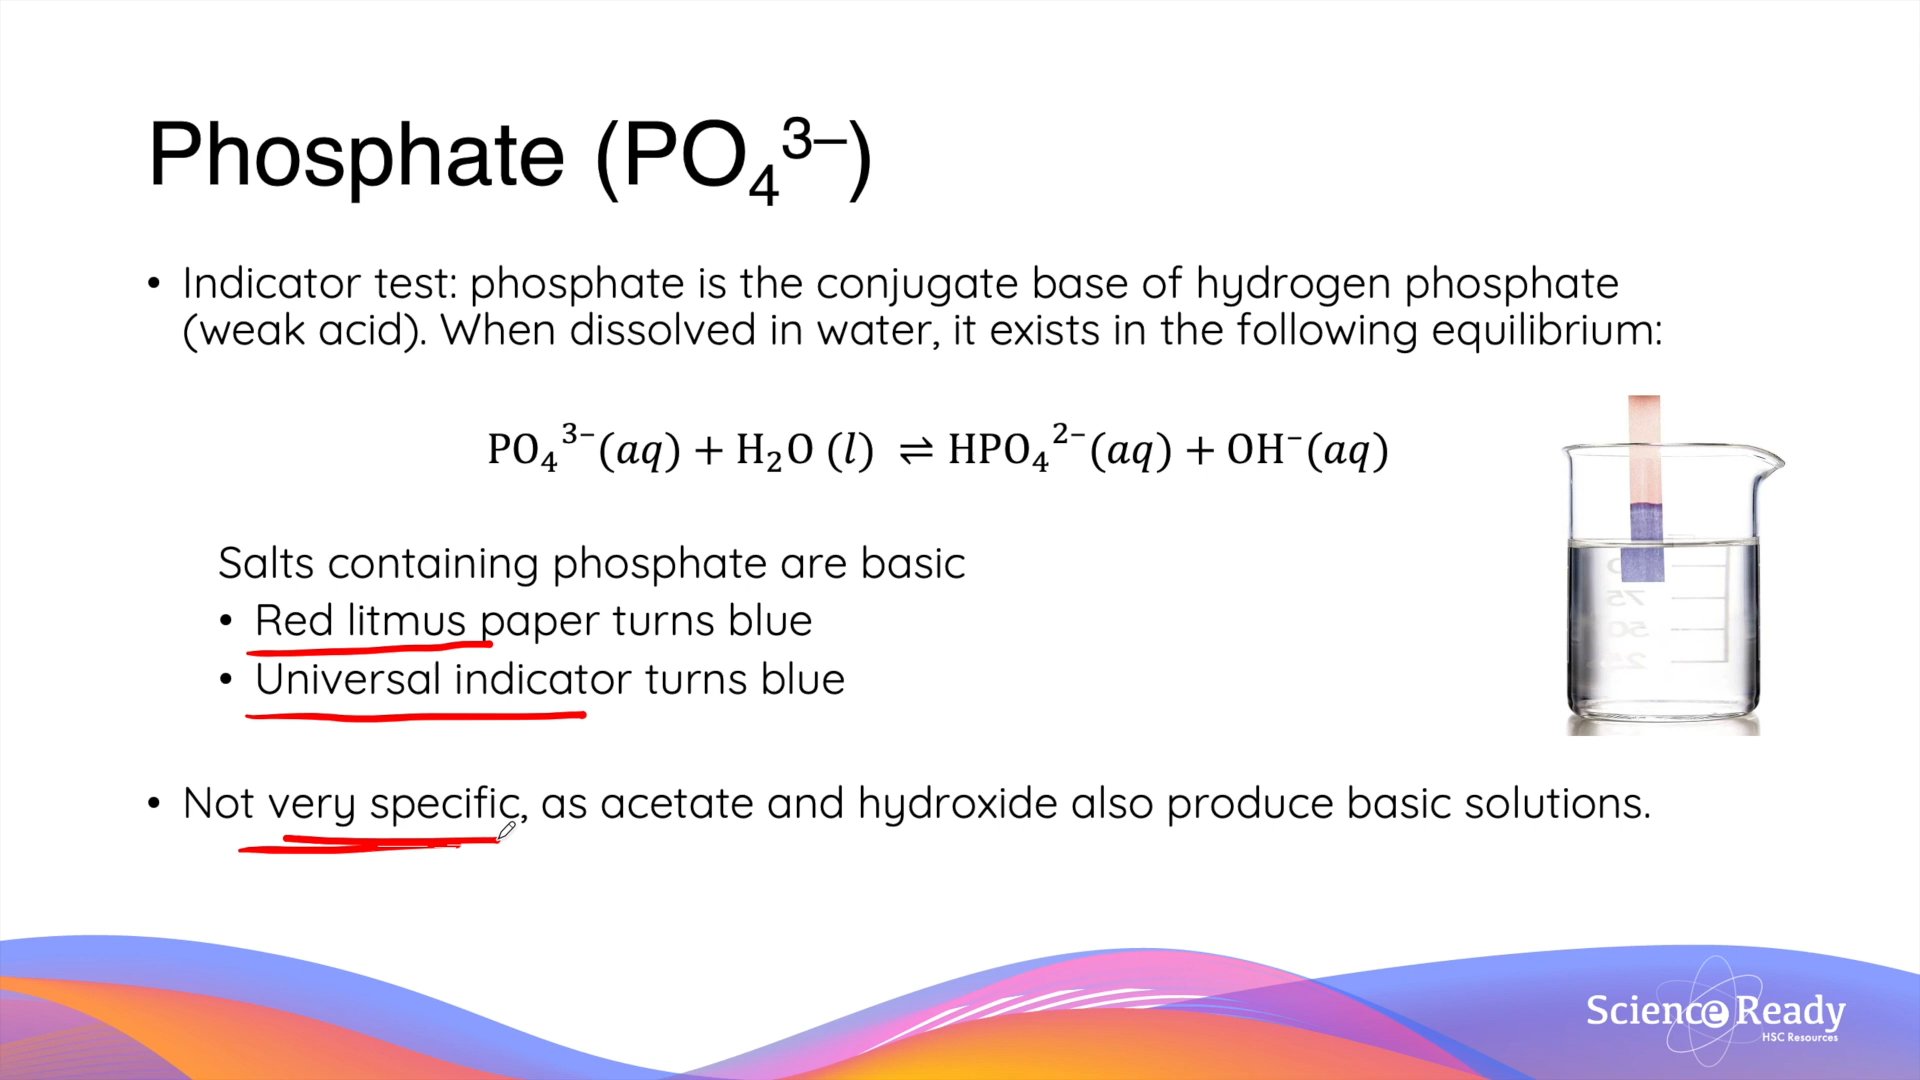 Phosphate (PO₄³⁻)
• Indicator test: phosphate is the conjugate base of hydrogen phosphate
(weak acid). When dissolved in water, it exists in the following equilibrium:
PO₄³⁻(aq) + H₂O (l) ⇌ HPO₄²⁻(aq) + OH⁻(aq)
Salts containing phosphate are basic
• Red litmus paper turns blue
• Universal indicator turns blue
75
50
25
• Not very specific, as acetate and hydroxide also produce basic solutions.
Science Ready
HSC Resources